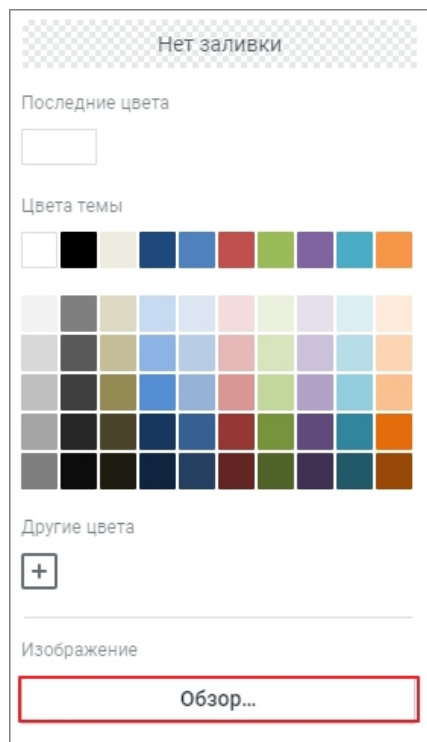 Нет заливки
Последние цвета
Цвета темы
Другие цвета
+
Изображение
Обзор...